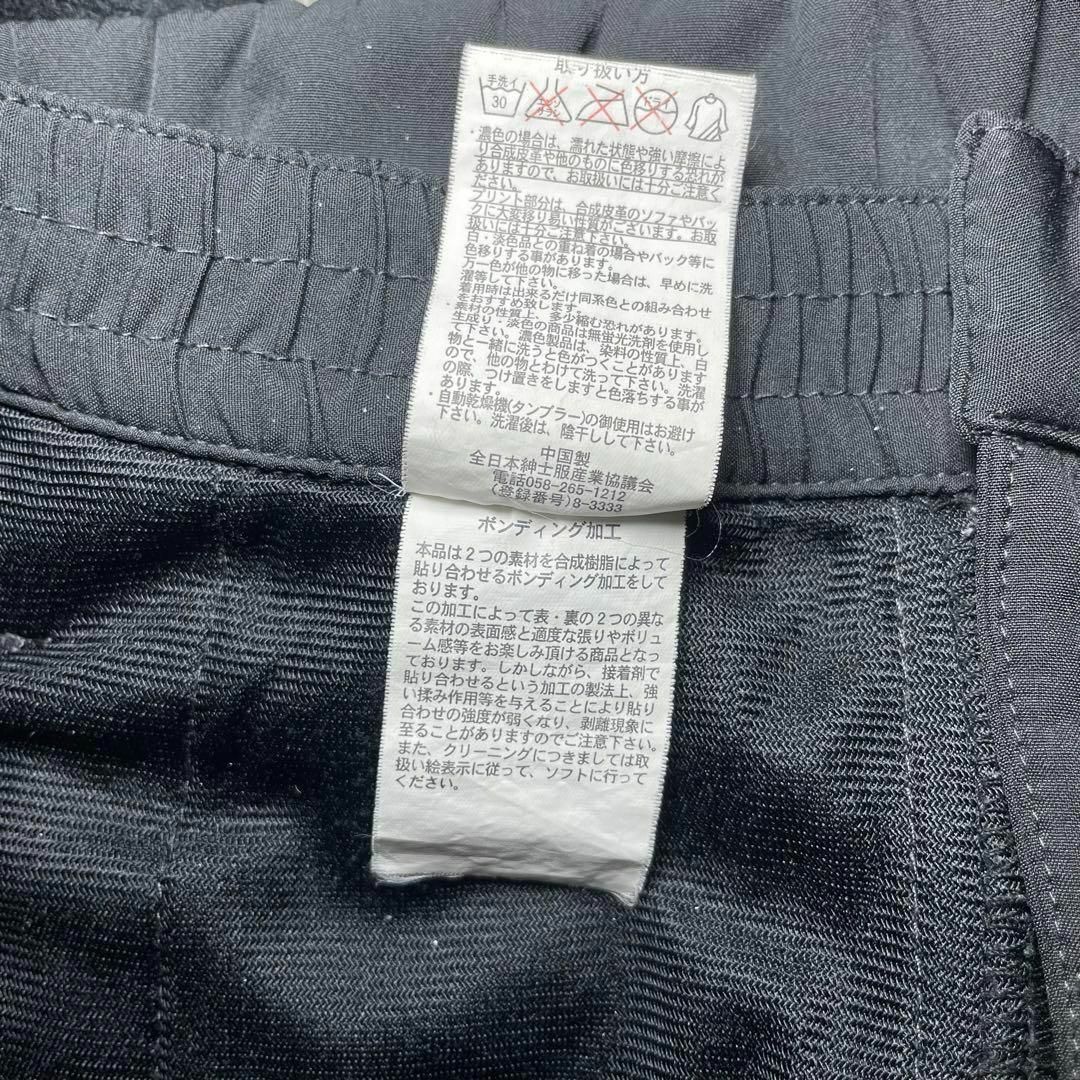 取り扱い方
手洗イ
30
エンソ
サラシ
ドライ
・濃色の場合は、濡れた状態や強い摩擦によ
り合成皮革や他のものに色移りする恐れが
ありますので、お取扱いには十分ご注意く
ださい。
プリント部分は、合成皮革のソファやバッ
グに大変移り易い性質がございます。お取
扱いには十分ご注意下さい。
白・淡色品との重ね着の場合やバック等に
色移りする事があります。
万一色が他の物に移った場合は、早めに洗
濯等して下さい。
着用時は出来るだけ同系色との組み合わせ
をおすすめ致します。
・素材の性質上、多少縮む恐れがあります。
生成り・淡色の商品は無蛍光洗剤を使用し
て下さい。濃色製品は、染料の性質上、白
物と一緒に洗うと色がつくことがあります
ので、他の物とわけて洗って下さい。洗濯
の際、つけ置きをしますと色落ちする事が
あります。
・自動乾燥機(タンブラー)の御使用はお避け
下さい。洗濯後は、陰干しして下さい。
中国製
全日本紳士服産業協議会
電話058-265-1212
(登録番号)8-3333
ボンディング加工
本品は2つの素材を合成樹脂によって
貼り合わせるボンディング加工をして
おります。
この加工によって表・裏の2つの異な
る素材の表面感と適度な張りやボリュ
ーム感等をお楽しみ頂ける商品となっ
ております。しかしながら、接着剤で
貼り合わせるという加工の製法上、強
い揉み作用等を与えることにより貼り
合わせの強度が弱くなり、剥離現象に
至ることがありますのでご注意下さい。
また、クリーニングにつきましては取
扱い絵表示に従って、ソフトに行って
ください。